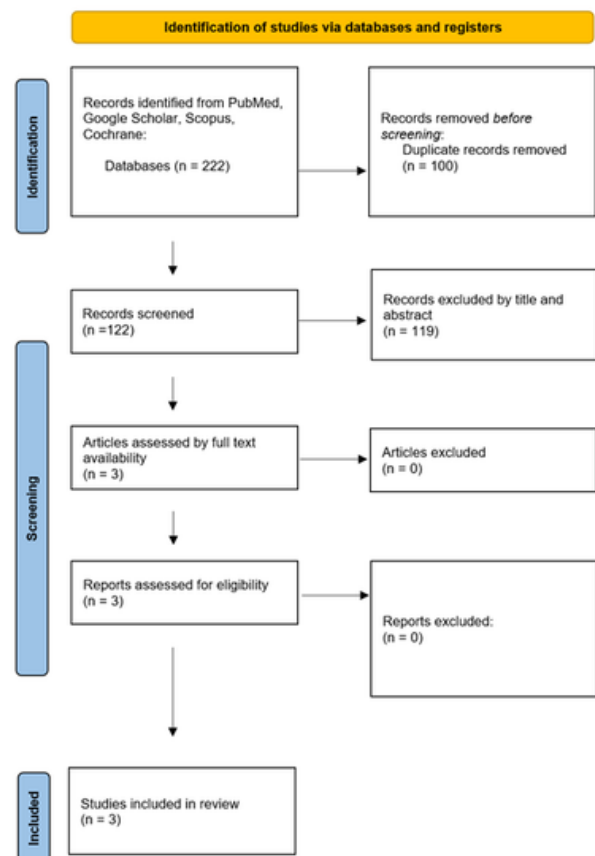 Identification of studies via databases and registers
Identification
Records identified from PubMed,
Google Scholar, Scopus,
Cochrane:
Databases (n = 222)
Records removed before
screening:
Duplicate records removed
(n = 100)
Screening
Records screened
(n =122)
Records excluded by title and
abstract
(n = 119)
Articles assessed by full text
availability
(n = 3)
Articles excluded
(n = 0)
Reports assessed for eligibility
(n = 3)
Reports excluded:
(n = 0)
Included
Studies included in review
(n = 3)